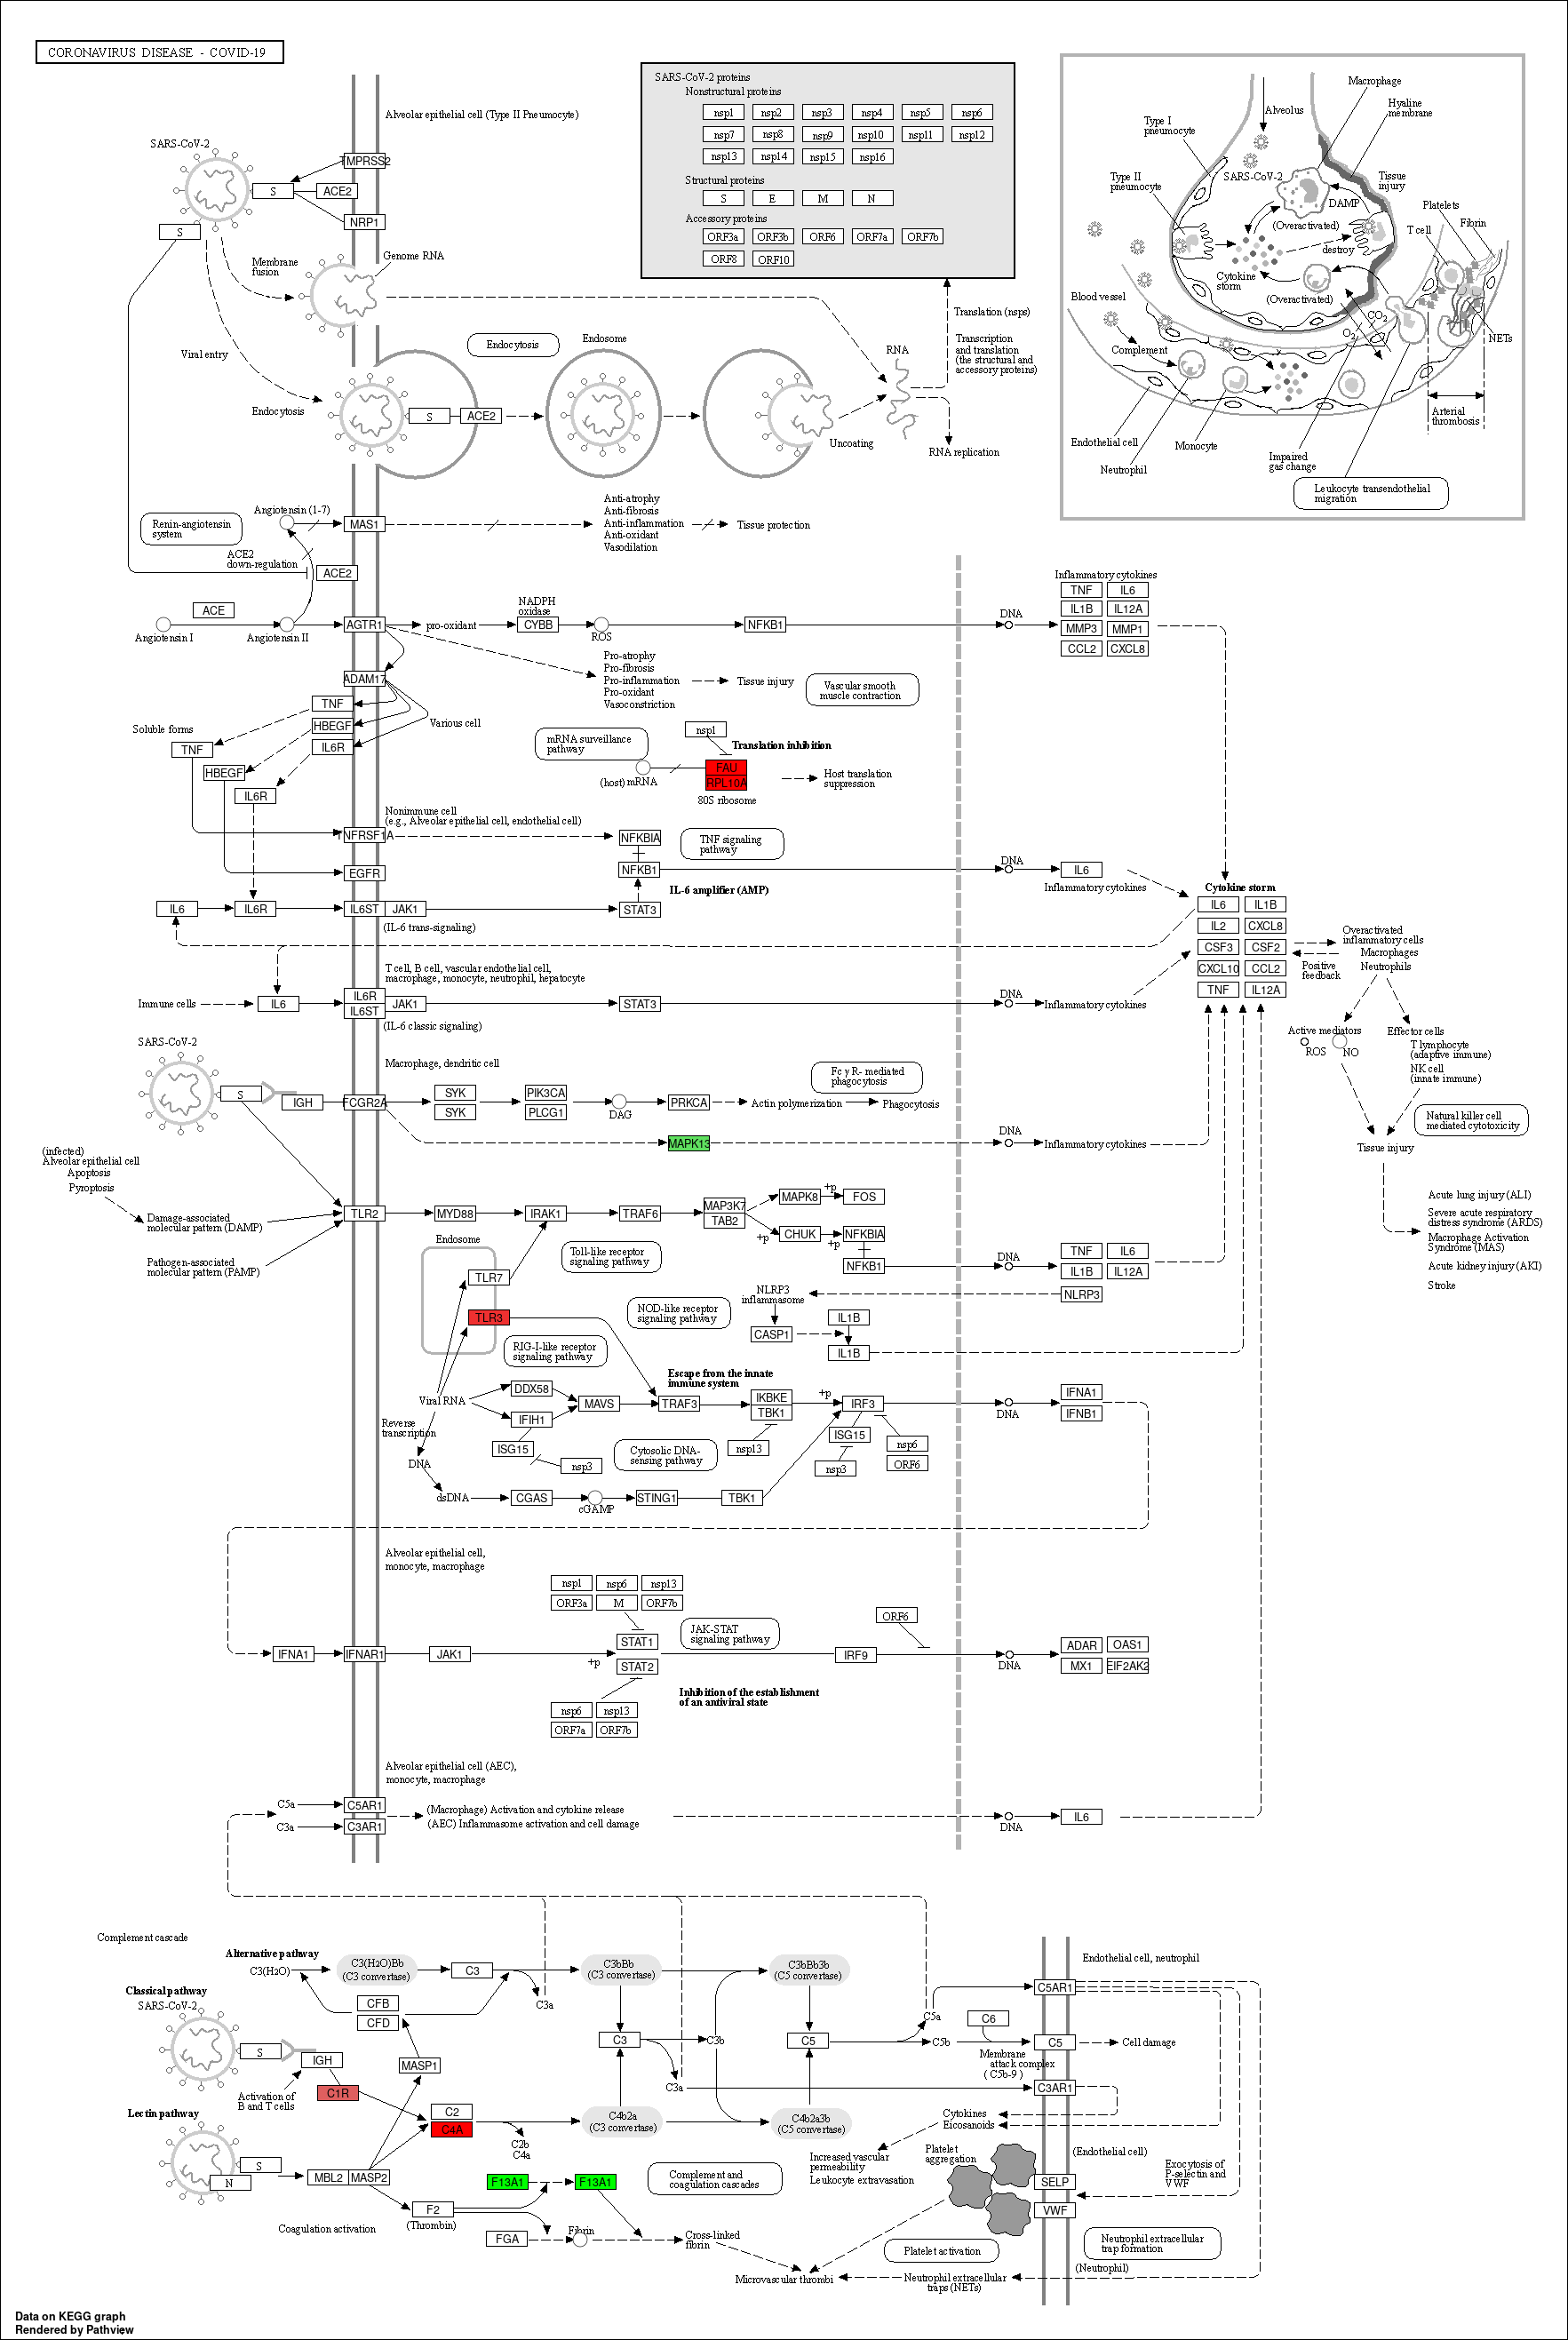 CORONAVIRUS DISEASE - COVID-19
Alveolar epithelial cell (Type II Pneumocyte)
SARS-CoV-2
TMPRSS2
S
ACE2
NRP1
S
Membrane
fusion
Genome RNA
Viral entry
Endocytosis
S
ACE2
Endocytosis
Endosome
Uncoating
RNA
RNA replication
Translation (nsps)
Transcription
and translation
(the structural and
accessory proteins)
SARS-CoV-2 proteins
Nonstructural proteins
nsp1 nsp2 nsp3 nsp4 nsp5 nsp6
nsp7 nsp8 nsp9 nsp10 nsp11 nsp12
nsp13 nsp14 nsp15 nsp16
Structural proteins
S E M N
Accessory proteins
ORF3a ORF3b ORF6 ORF7a ORF7b
ORF8 ORF10
Macrophage
Alveolus
Hyaline
membrane
Type I
pneumocyte
Type II
pneumocyte
SARS-CoV-2
Tissue
injury
DAMP
(Overactivated)
destroy
Platelets
T cell
Fibrin
Cytokine
storm
(Overactivated)
Blood vessel
CO2
O2
NETs
Complement
Arterial
thrombosis
Endothelial cell
Monocyte
Neutrophil
Impaired
gas change
Leukocyte transendothelial
migration
Renin-angiotensin
system
Angiotensin (1-7)
MAS1
Anti-atrophy
Anti-fibrosis
Anti-inflammation
Anti-oxidant
Vasodilation
Tissue protection
ACE2
down-regulation
ACE2
ACE
Angiotensin I
Angiotensin II
AGTR1
pro-oxidant
NADPH
oxidase
CYBB
ROS
NFKB1
DNA
Inflammatory cytokines
TNF IL6
IL1B IL12A
MMP3 MMP1
CCL2 CXCL8
Pro-atrophy
Pro-fibrosis
Pro-inflammation
Pro-oxidant
Vasoconstriction
Tissue injury
Vascular smooth
muscle contraction
ADAM17
TNF
HBEGF
IL6R
Various cell
Soluble forms
TNF
HBEGF
IL6R
mRNA surveillance
pathway
nsp1
Translation inhibition
(host) mRNA
FAU
RPL10A
80S ribosome
Host translation
suppression
Nonimmune cell
(e.g., Alveolar epithelial cell, endothelial cell)
TNFRSF1A
NFKBIA
TNF signaling
pathway
EGFR
NFKB1
DNA
IL6
Inflammatory cytokines
IL-6 amplifier (AMP)
IL6
IL6R
IL6ST JAK1
STAT3
(IL-6 trans-signaling)
Cytokine storm
IL6 IL1B
IL2 CXCL8
CSF3 CSF2
CXCL10 CCL2
TNF IL12A
Positive
feedback
Overactivated
inflammatory cells
Macrophages
Neutrophils
T cell, B cell, vascular endothelial cell,
macrophage, monocyte, neutrophil, hepatocyte
Immune cells
IL6
IL6R
IL6ST
JAK1
STAT3
DNA
Inflammatory cytokines
(IL-6 classic signaling)
Active mediators
ROS NO
Effector cells
T lymphocyte
(adaptive immune)
NK cell
(innate immune)
Natural killer cell
mediated cytotoxicity
Tissue injury
Acute lung injury (ALI)
Severe acute respiratory
distress syndrome (ARDS)
Macrophage Activation
Syndrome (MAS)
Acute kidney injury (AKI)
Stroke
SARS-CoV-2
Macrophage, dendritic cell
S
IGH
FCGR2A
SYK
SYK
PIK3CA
PLCG1
DAG
PRKCA
Actin polymerization
Phagocytosis
Fc γ R- mediated
phagocytosis
MAPK13
DNA
Inflammatory cytokines
(infected)
Alveolar epithelial cell
Apoptosis
Pyroptosis
Damage-associated
molecular pattern (DAMP)
Pathogen-associated
molecular pattern (PAMP)
TLR2
MYD88
IRAK1
TRAF6
MAP3K7
TAB2
MAPK8
+p
FOS
+p
CHUK
+p
NFKBIA
NFKB1
DNA
TNF IL6
IL1B IL12A
NLRP3
Endosome
TLR7
TLR3
Toll-like receptor
signaling pathway
NOD-like receptor
signaling pathway
NLRP3
inflammasome
CASP1
IL1B
IL1B
RIG-I-like receptor
signaling pathway
Escape from the innate
immune system
Viral RNA
DDX58
IFIH1
MAVS
TRAF3
IKBKE
TBK1
+p
IRF3
DNA
IFNA1
IFNB1
Reverse
transcription
ISG15
nsp3
Cytosolic DNA-
sensing pathway
nsp13
ISG15
nsp3
nsp6
ORF6
DNA
dsDNA
CGAS
cGAMP
STING1
TBK1
Alveolar epithelial cell,
monocyte, macrophage
nsp1 nsp6 nsp13
ORF3a M ORF7b
JAK-STAT
signaling pathway
ORF6
IFNA1
IFNAR1
JAK1
+p
STAT1
STAT2
IRF9
DNA
ADAR OAS1
MX1 EIF2AK2
Inhibition of the establishment
of an antiviral state
nsp6 nsp13
ORF7a ORF7b
Alveolar epithelial cell (AEC),
monocyte, macrophage
C5a
C5AR1
C3a
C3AR1
(Macrophage) Activation and cytokine release
(AEC) Inflammasome activation and cell damage
DNA
IL6
Complement cascade
Alternative pathway
C3(H2O)
C3(H2O)Bb
(C3 convertase)
C3
C3a
C3bBb
(C3 convertase)
C3bBb3b
(C5 convertase)
Endothelial cell, neutrophil
C5AR1
Classical pathway
SARS-CoV-2
CFB
CFD
C3
C3b
C5
C5a
C5b
C6
C5
Cell damage
Membrane
attack complex
( C5b-9 )
S
IGH
MASP1
Activation of
B and T cells
C1R
C3a
C3AR1
Lectin pathway
C2
C4A
C2b
C4a
C4b2a
(C3 convertase)
C4b2a3b
(C5 convertase)
Cytokines
Eicosanoids
Increased vascular
permeability
Leukocyte extravasation
Platelet
aggregation
(Endothelial cell)
Exocytosis of
P-selectin and
VWF
S
N
MBL2 MASP2
F13A1
F13A1
Complement and
coagulation cascades
SELP
VWF
F2
(Thrombin)
Coagulation activation
FGA
Fibrin
Cross-linked
fibrin
Platelet activation
Neutrophil extracellular
trap formation
(Neutrophil)
Microvascular thrombi
Neutrophil extracellular
traps (NETs)
Data on KEGG graph
Rendered by Pathview